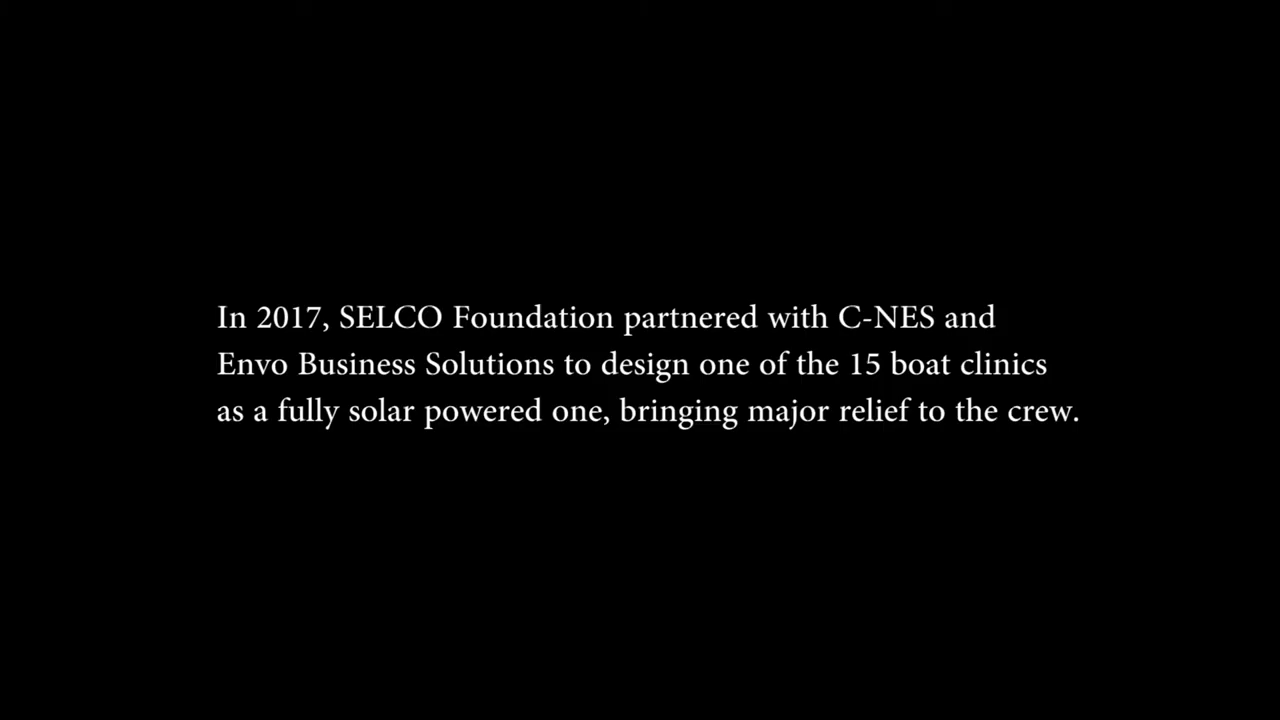 In 2017, SELCO Foundation partnered with C-NES and
Envo Business Solutions to design one of the 15 boat clinics
as a fully solar powered one, bringing major relief to the crew.